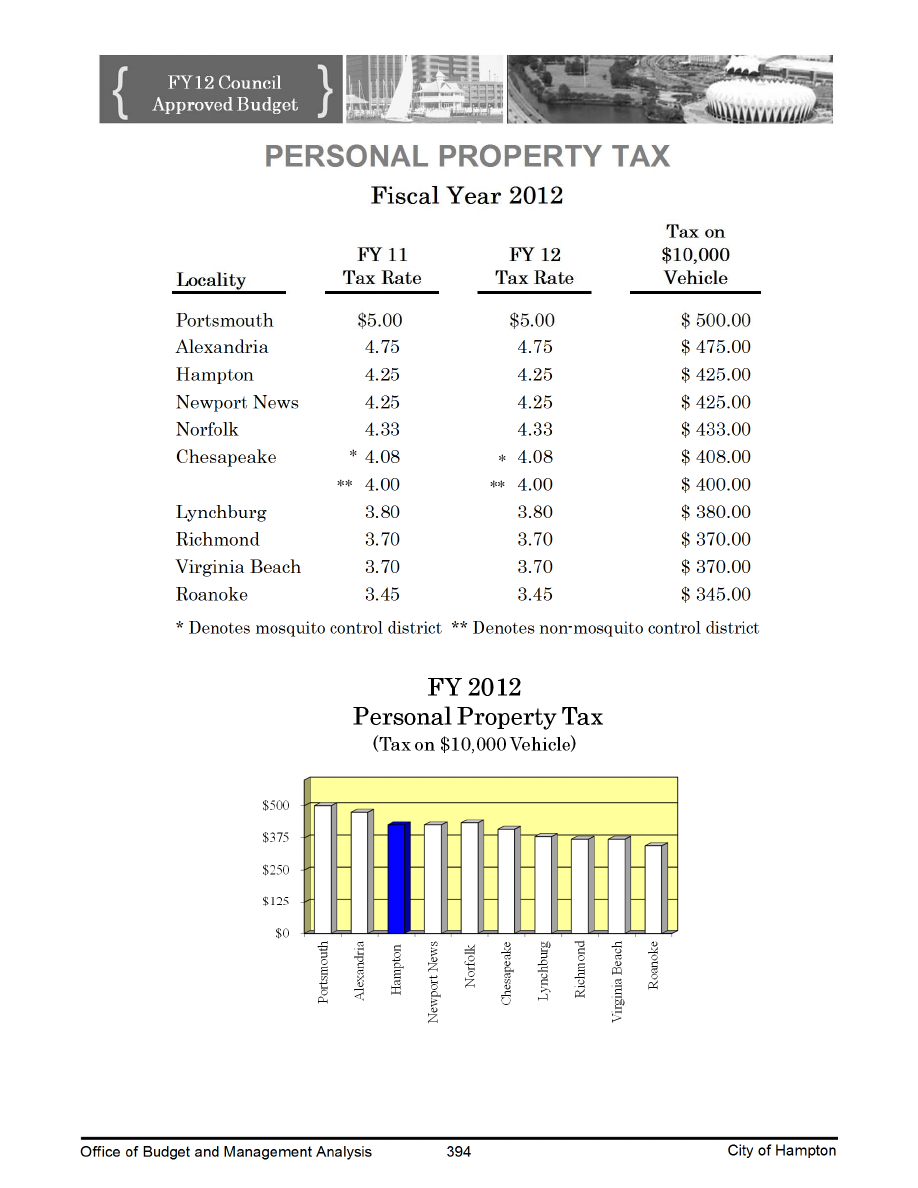 FY12 Council
Approved Budget
PERSONAL PROPERTY TAX
Fiscal Year 2012
Locality FY 11 Tax Rate FY 12 Tax Rate Tax on $10,000 Vehicle
Portsmouth $5.00 $5.00 $ 500.00
Alexandria 4.75 4.75 $ 475.00
Hampton 4.25 4.25 $ 425.00
Newport News 4.25 4.25 $ 425.00
Norfolk 4.33 4.33 $ 433.00
Chesapeake * 4.08 * 4.08 $ 408.00
** 4.00 ** 4.00 $ 400.00
Lynchburg 3.80 3.80 $ 380.00
Richmond 3.70 3.70 $ 370.00
Virginia Beach 3.70 3.70 $ 370.00
Roanoke 3.45 3.45 $ 345.00
* Denotes mosquito control district ** Denotes non-mosquito control district
FY 2012
Personal Property Tax
(Tax on $10,000 Vehicle)
$500
$375
$250
$125
$0
Portsmouth
Alexandria
Hampton
Newport News
Norfolk
Chesapeake
Lynchburg
Richmond
Virginia Beach
Roanoke
Office of Budget and Management Analysis 394 City of Hampton